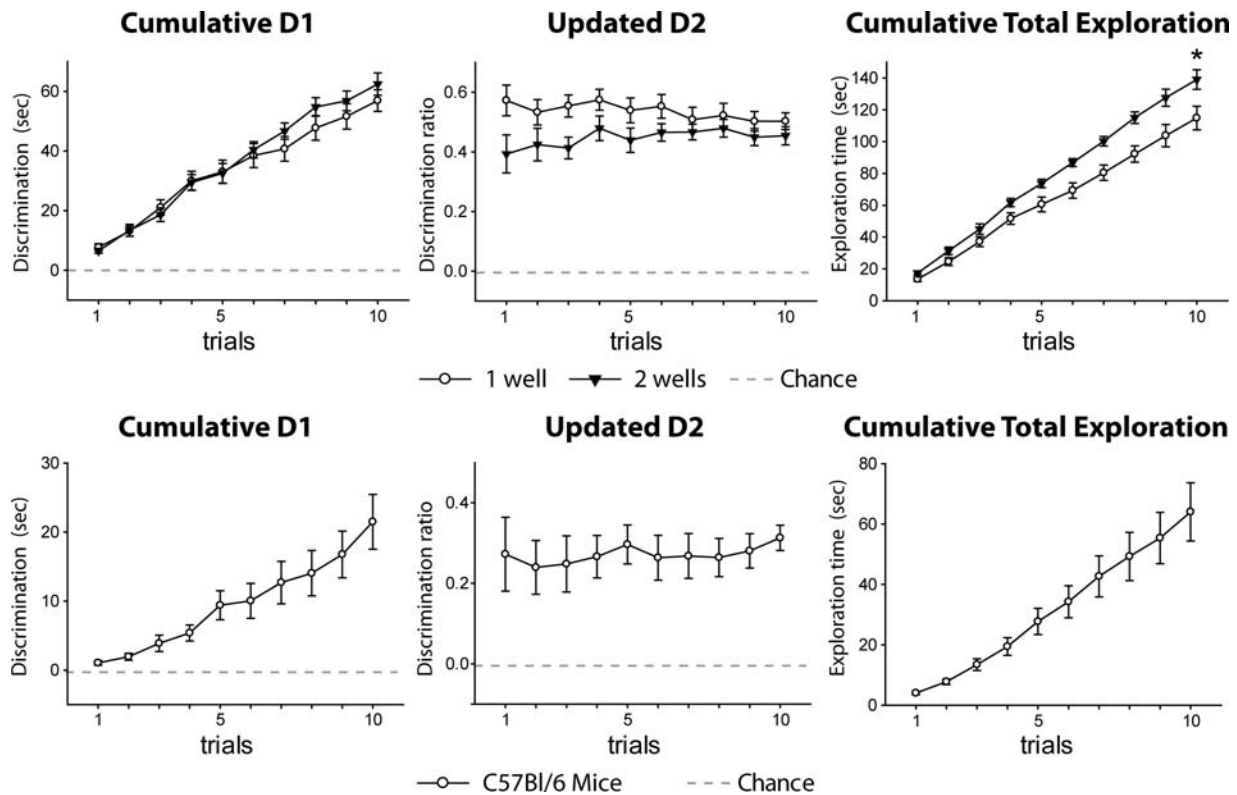 Cumulative D1
Updated D2
Cumulative Total Exploration
Discrimination (sec)
60
40
20
0
1
5
10
trials
Discrimination ratio
0.6
0.4
0.2
0.0
1
5
10
trials
Exploration time (sec)
*
140
120
100
80
60
40
20
0
1
5
10
trials
1 well
2 wells
Chance
Cumulative D1
Updated D2
Cumulative Total Exploration
Discrimination (sec)
30
20
10
0
1
5
10
trials
Discrimination ratio
0.4
0.2
0.0
1
5
10
trials
Exploration time (sec)
80
60
40
20
0
1
5
10
trials
C57Bl/6 Mice
Chance